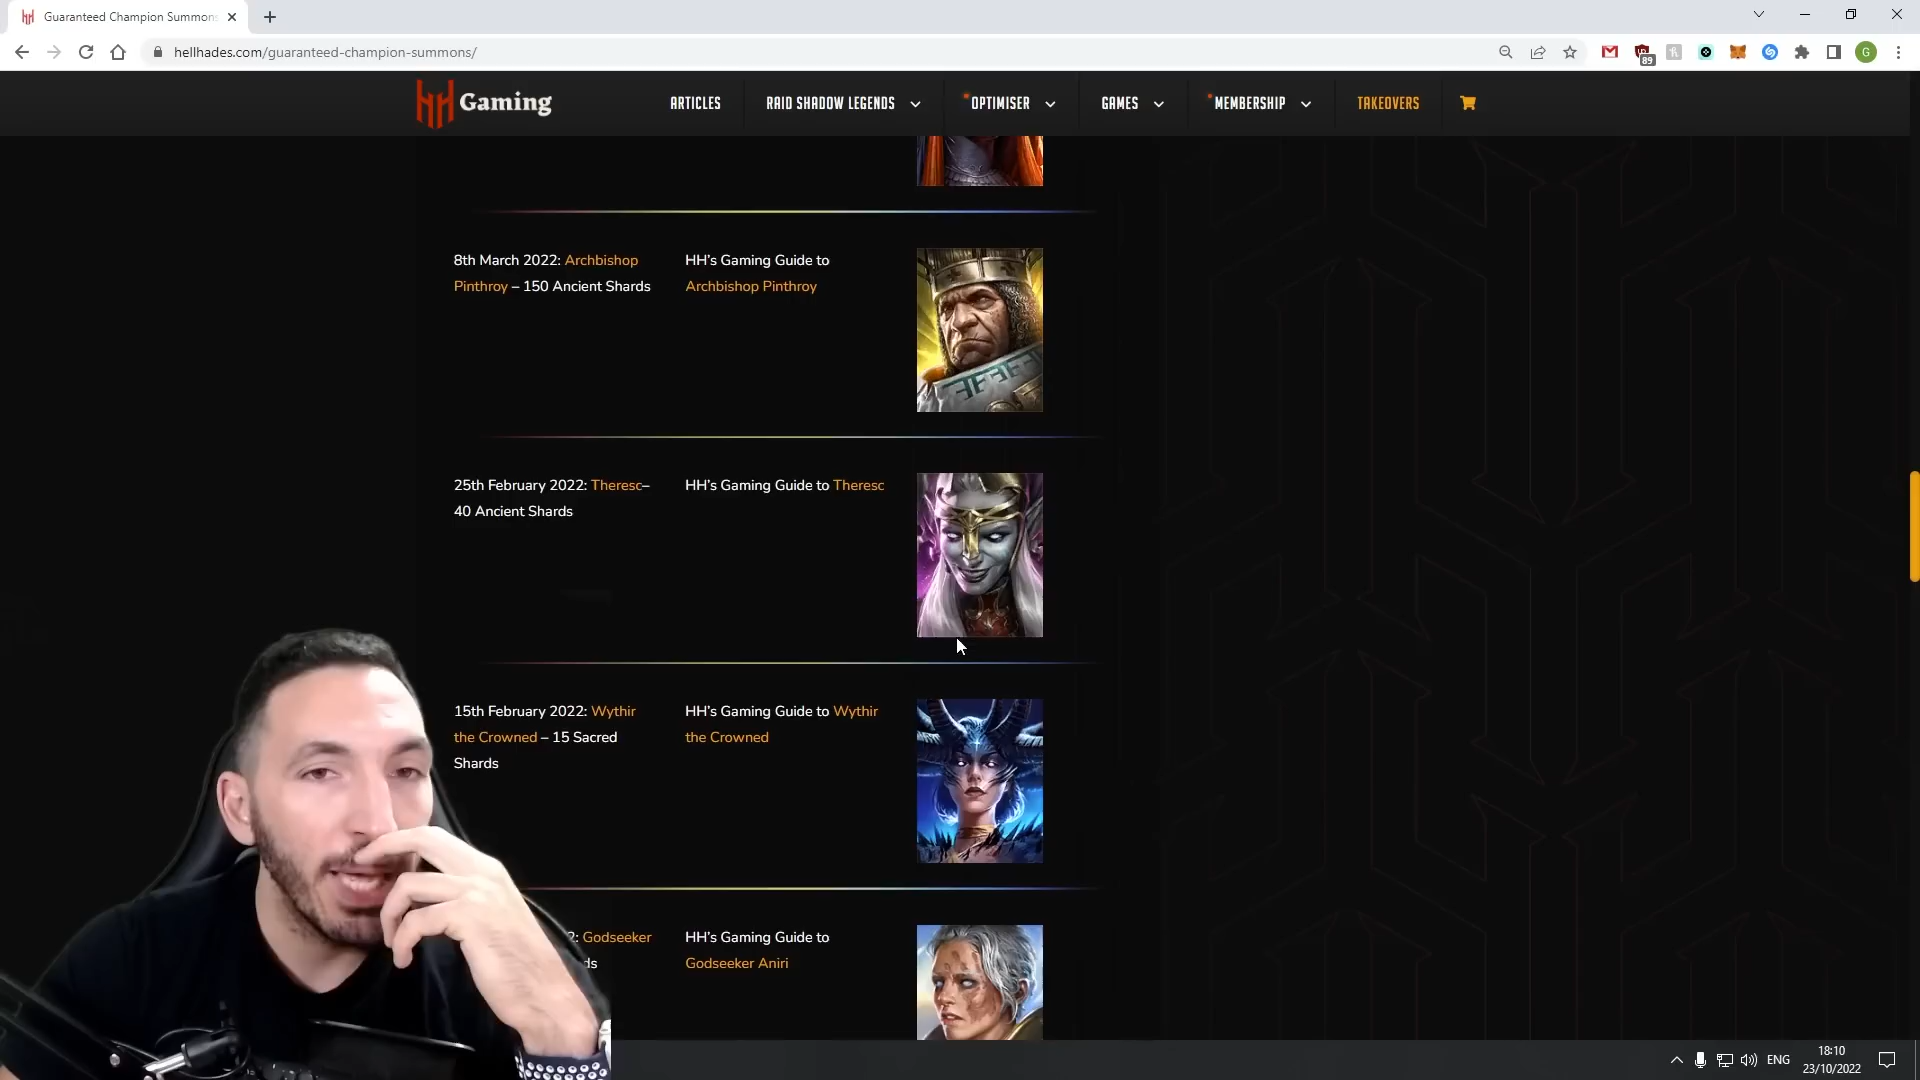 Guaranteed Champion Summons
hellhades.com/guaranteed-champion-summons/
89
G
Gaming
ARTICLES
RAID SHADOW LEGENDS
OPTIMISER
GAMES
MEMBERSHIP
TAKEOVERS
8th March 2022: Archbishop
Pinthroy – 150 Ancient Shards
HH's Gaming Guide to
Archbishop Pinthroy
25th February 2022: Theresc–
40 Ancient Shards
HH's Gaming Guide to Theresc
15th February 2022: Wythir
the Crowned – 15 Sacred
Shards
HH's Gaming Guide to Wythir
the Crowned
2: Godseeker
ds
HH's Gaming Guide to
Godseeker Aniri
ENG
18:10
23/10/2022